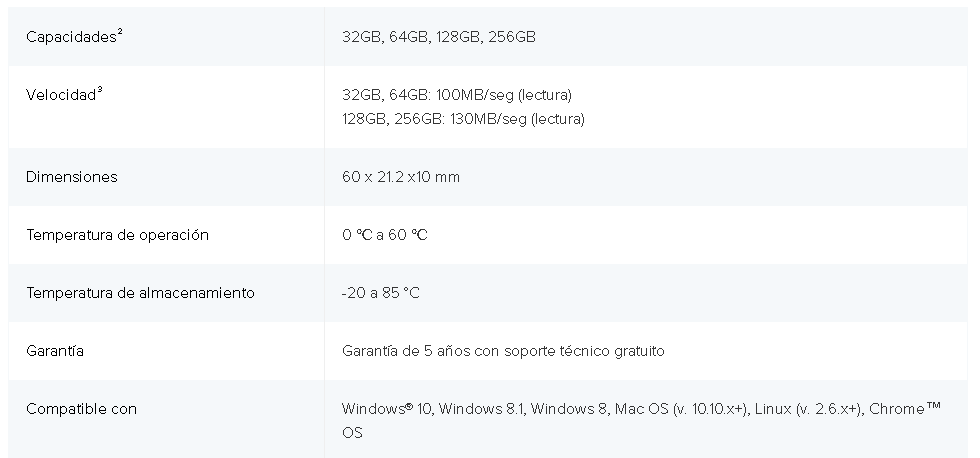 Capacidades² 32GB, 64GB, 128GB, 256GB
Velocidad³ 32GB, 64GB: 100MB/seg (lectura)
128GB, 256GB: 130MB/seg (lectura)
Dimensiones 60 x 21.2 x10 mm
Temperatura de operación 0 °C a 60 °C
Temperatura de almacenamiento -20 a 85 °C
Garantía Garantía de 5 años con soporte técnico gratuito
Compatible con Windows® 10, Windows 8.1, Windows 8, Mac OS (v. 10.10.x+), Linux (v. 2.6.x+), Chrome™
OS